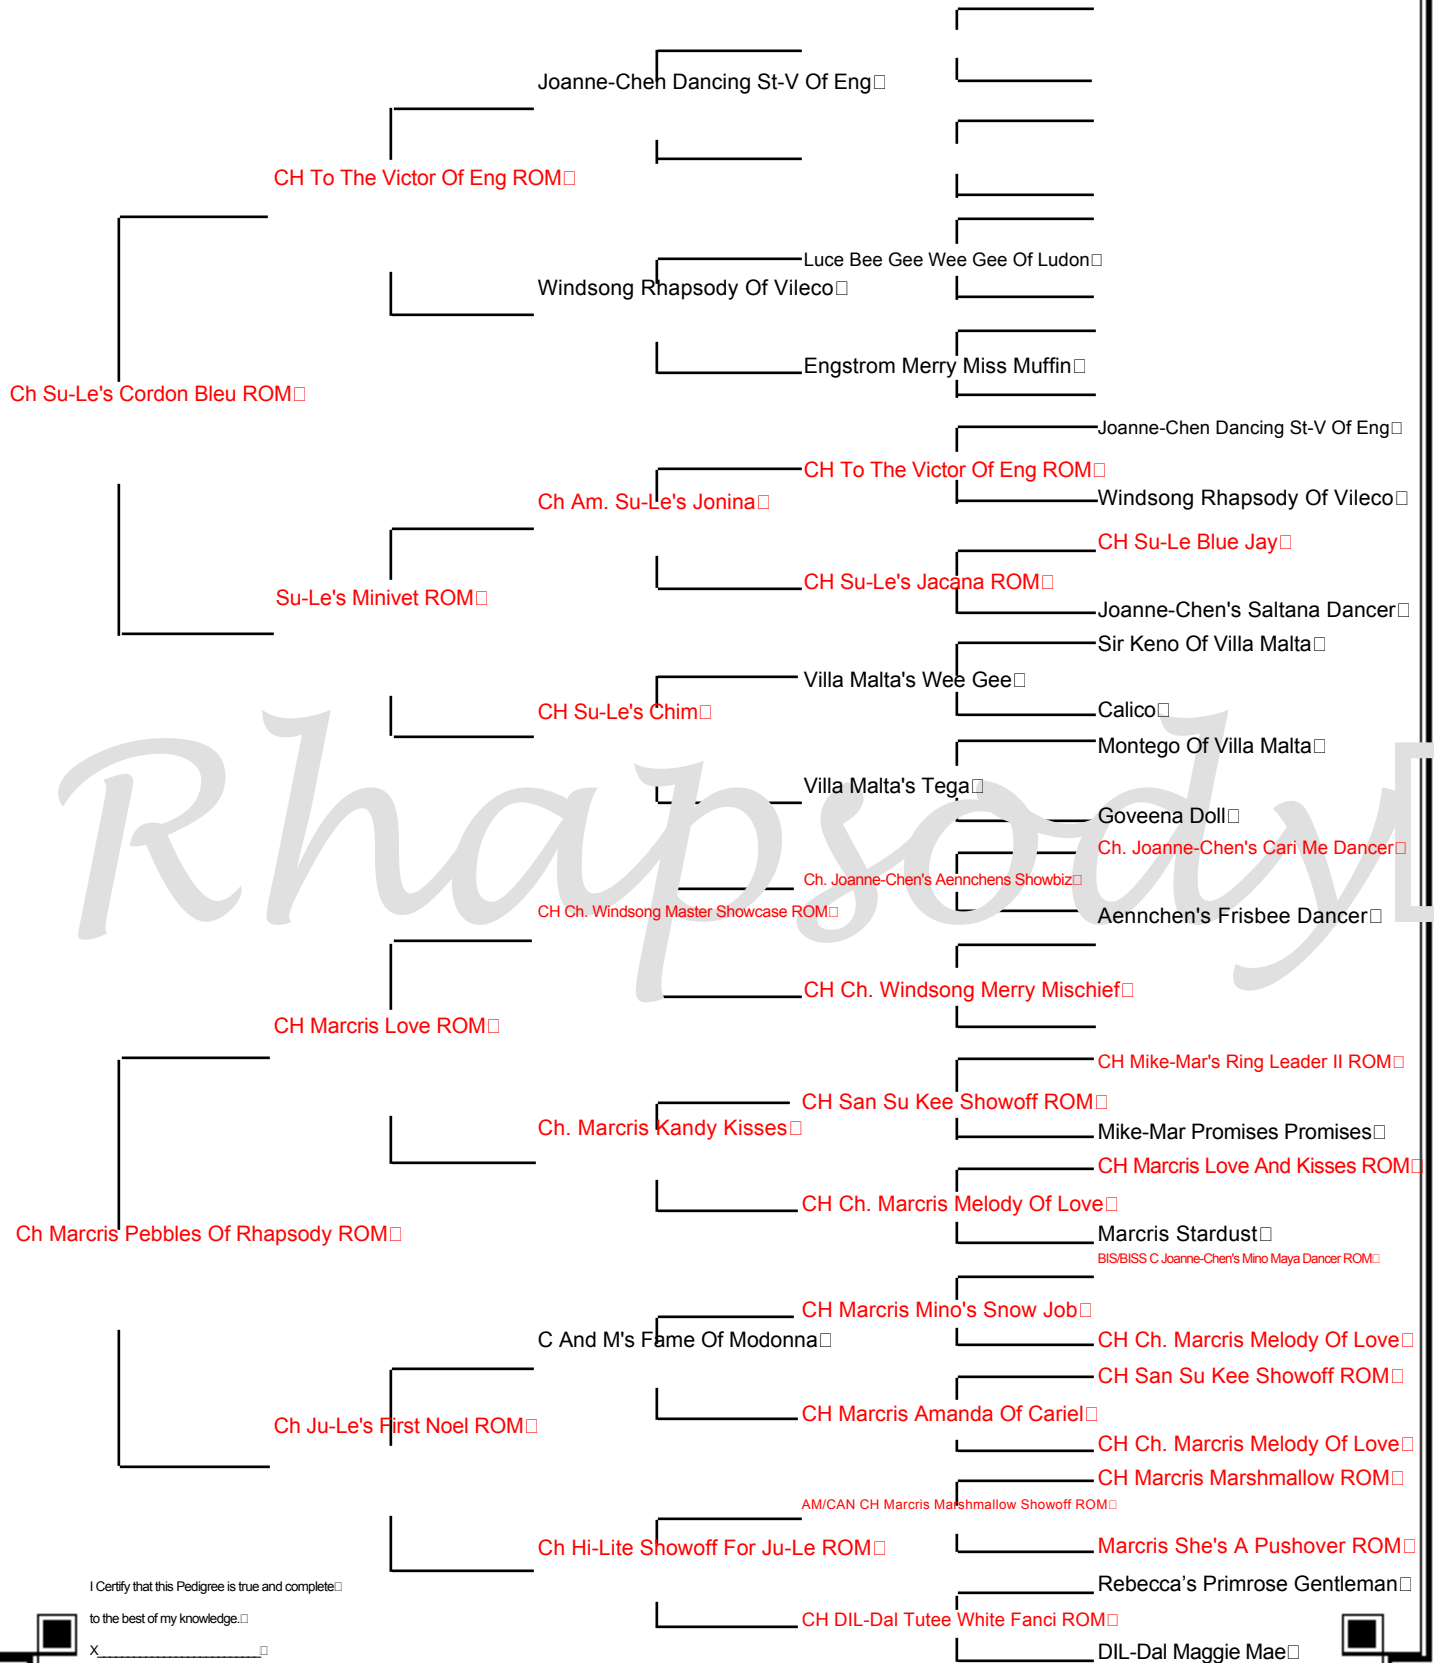 Joanne-Chen Dancing St-V Of Eng
CH To The Victor Of Eng ROM
Luce Bee Gee Wee Gee Of Ludon
Windsong Rhapsody Of Vileco
Engstrom Merry Miss Muffin
Ch Su-Le's Cordon Bleu ROM
Joanne-Chen Dancing St-V Of Eng
CH To The Victor Of Eng ROM
Windsong Rhapsody Of Vileco
Ch Am. Su-Le's Jonina
CH Su-Le Blue Jay
CH Su-Le's Jacana ROM
Su-Le's Minivet ROM
Joanne-Chen's Saltana Dancer
Sir Keno Of Villa Malta
Villa Malta's Wee Gee
CH Su-Le's Chim
Calico
Montego Of Villa Malta
Villa Malta's Tega
Goveena Doll
Rhapsody
Ch. Joanne-Chen's Cari Me Dancer
Ch. Joanne-Chen's Aennchens Showbiz
CH Ch. Windsong Master Showcase ROM
Aennchen's Frisbee Dancer
CH Ch. Windsong Merry Mischief
CH Marcris Love ROM
CH Mike-Mar's Ring Leader II ROM
CH San Su Kee Showoff ROM
Ch. Marcris Kandy Kisses
Mike-Mar Promises Promises
CH Marcris Love And Kisses ROM
CH Ch. Marcris Melody Of Love
Ch Marcris Pebbles Of Rhapsody ROM
Marcris Stardust
BIS/BISS C Joanne-Chen's Mino Maya Dancer ROM
CH Marcris Mino's Snow Job
C And M's Fame Of Modonna
CH Ch. Marcris Melody Of Love
CH San Su Kee Showoff ROM
CH Marcris Amanda Of Cariel
Ch Ju-Le's First Noel ROM
CH Ch. Marcris Melody Of Love
CH Marcris Marshmallow ROM
AM/CAN CH Marcris Marshmallow Showoff ROM
Ch Hi-Lite Showoff For Ju-Le ROM
Marcris She's A Pushover ROM
Rebecca’s Primrose Gentleman
CH DIL-Dal Tutee White Fanci ROM
DIL-Dal Maggie Mae
I Certify that this Pedigree is true and complete
to the best of my knowledge.
X_________________________